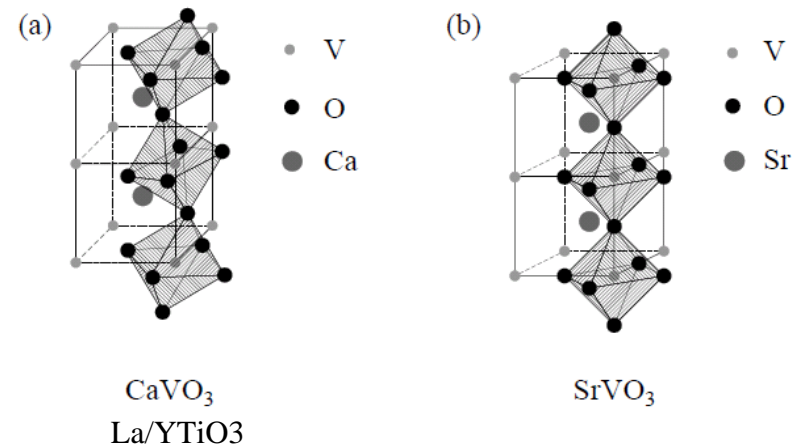 (a)
V
O
Ca
(b)
V
O
Sr
CaVO₃
La/YTiO3
SrVO₃